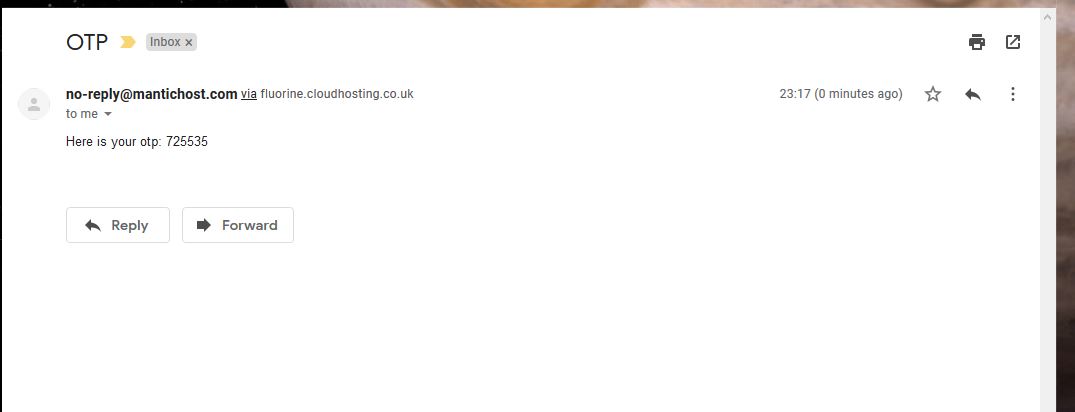 OTP Inbox ×
no-reply@mantichost.com via fluorine.cloudhosting.co.uk 23:17 (0 minutes ago)
to me
Here is your otp: 725535
Reply Forward